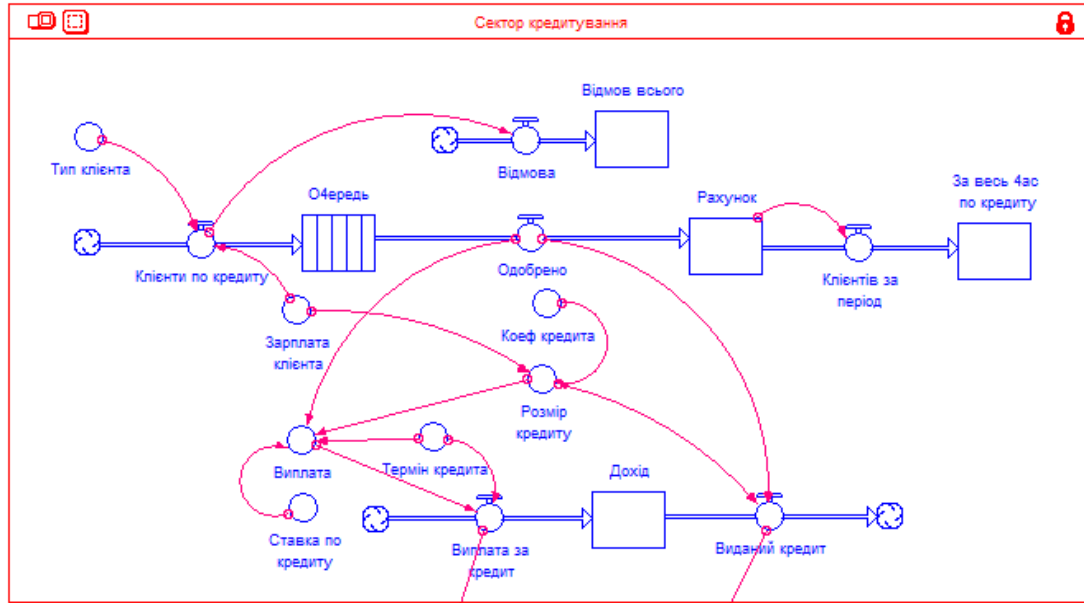 Сектор кредитування
Відмов всього
Тип клієнта
Відмова
О4ередь
Рахунок
За весь 4ас
по кредиту
Клієнти по кредиту
Одобрено
Клієнтів за
період
Зарплата
клієнта
Коеф кредита
Розмір
кредиту
Виплата
Термін кредита
Дохід
Ставка по
кредиту
Виплата за
кредит
Виданий кредит